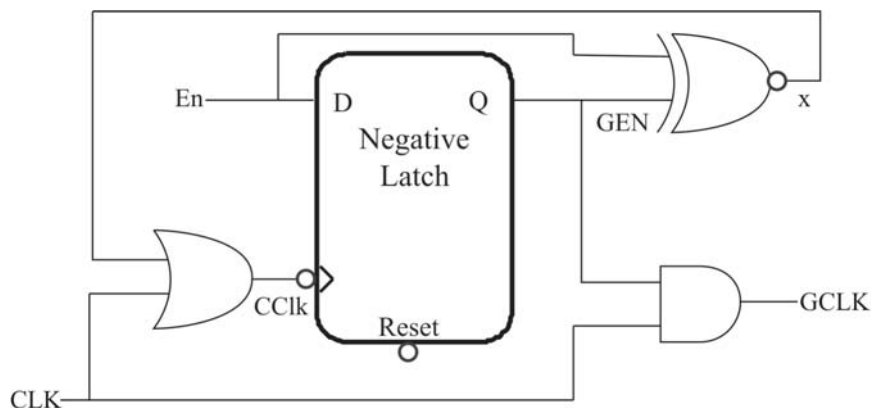 En
D
Q
GEN
x
Negative
Latch
CClk
Reset
GCLK
CLK